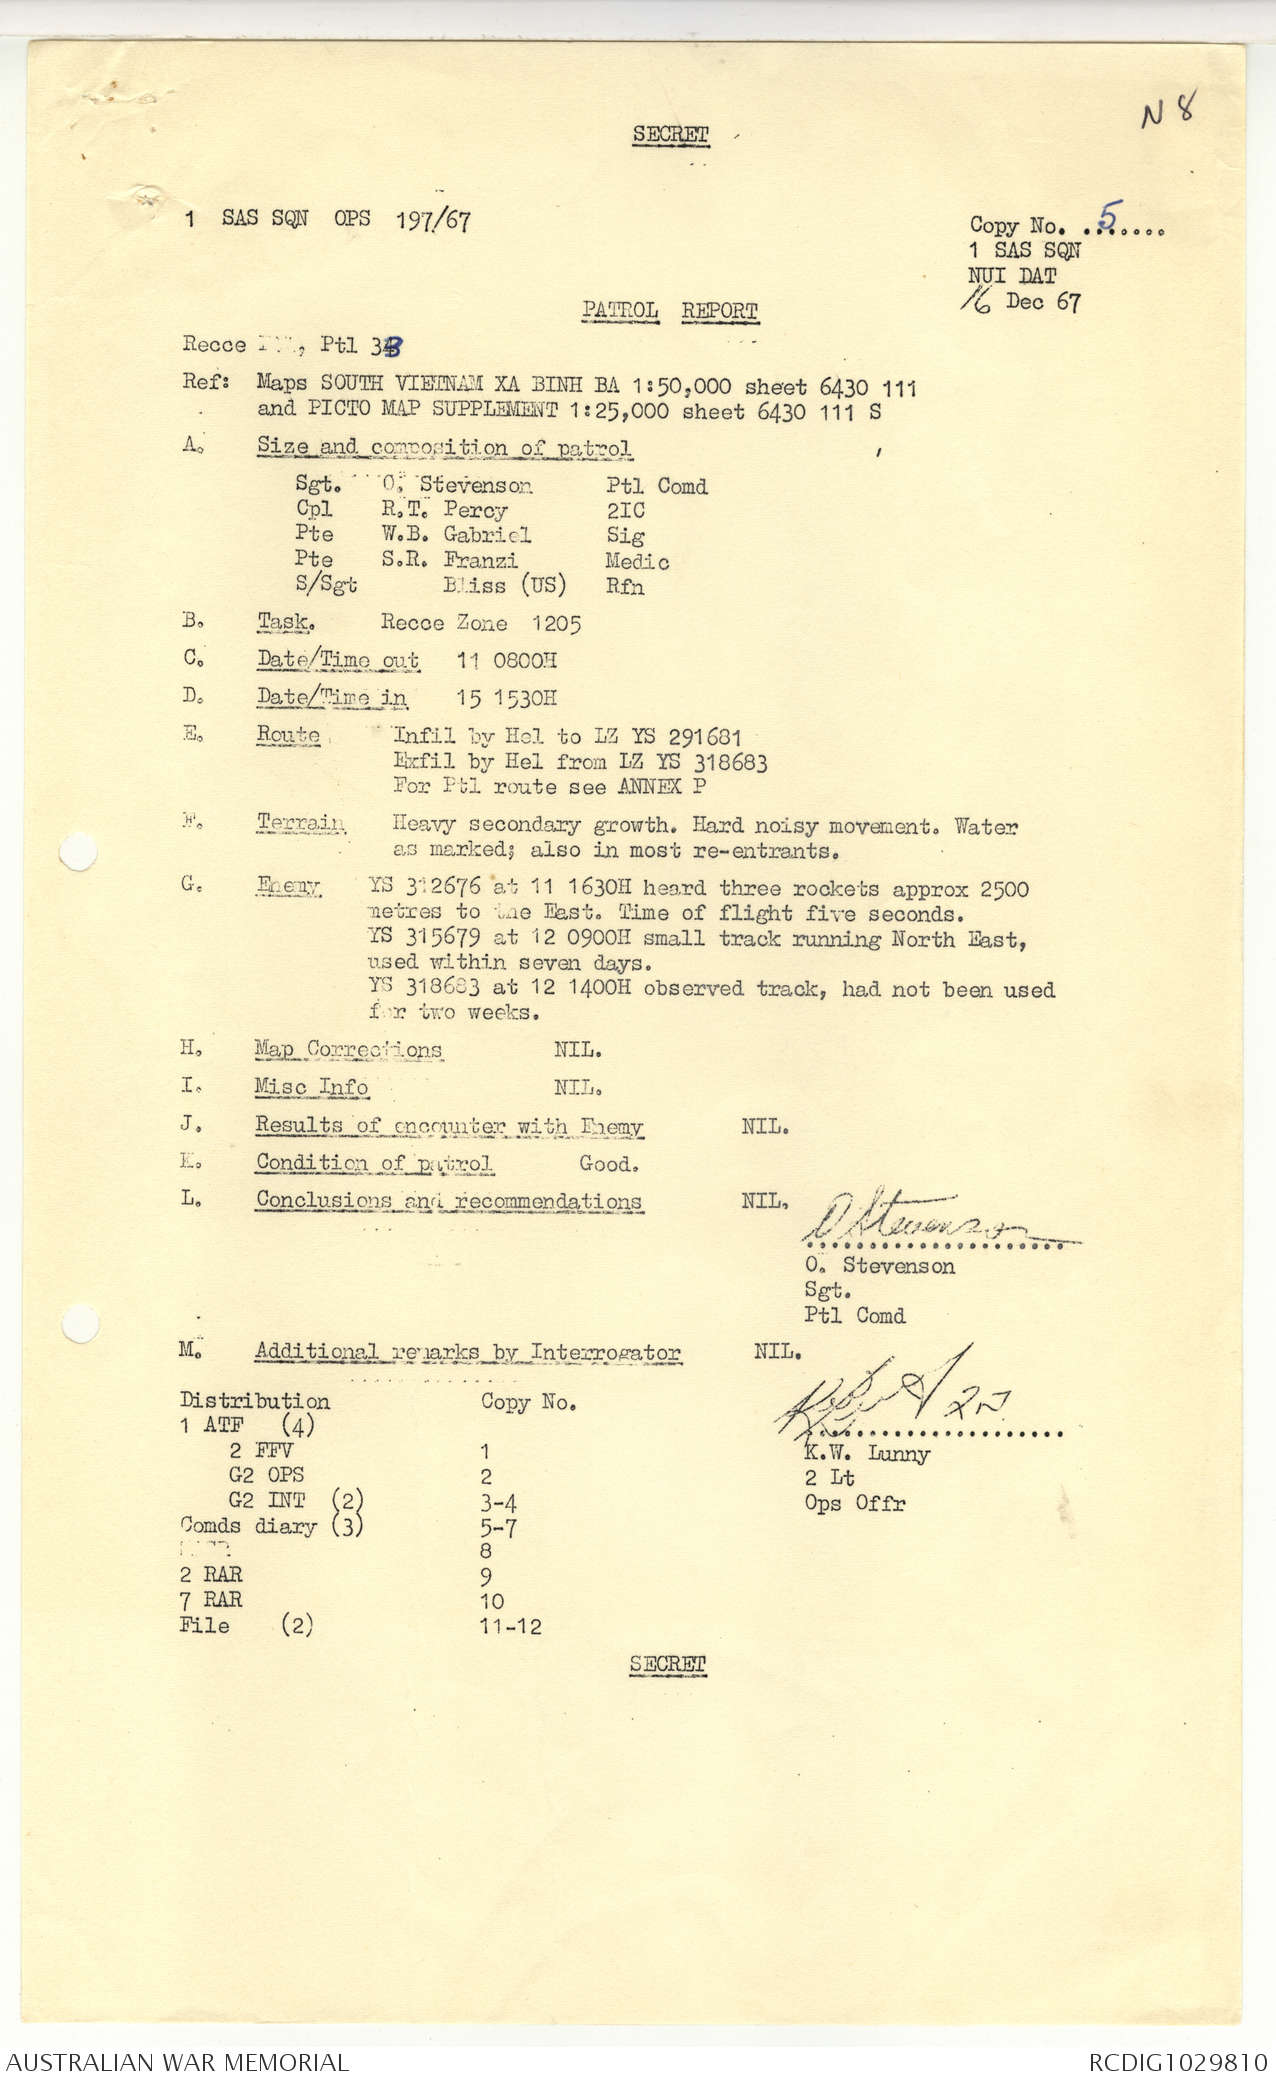 N 8
SECRET
1 SAS SQN OPS 197/67
Copy No. 5.......
1 SAS SQN
NUI DAT
16 Dec 67
PATROL REPORT
Recce , Ptl 33
Ref: Maps SOUTH VIETNAM XA BINH BA 1:50,000 sheet 6430 111
and PICTO MAP SUPPLEMENT 1:25,000 sheet 6430 111 S
A. Size and composition of patrol
Sgt. O. Stevenson Ptl Comd
Cpl R.T. Percy 2IC
Pte W.B. Gabriel Sig
Pte S.R. Franzi Medic
S/Sgt Bliss (US) Rfn
B. Task. Recce Zone 1205
C. Date/Time out 11 0800H
D. Date/Time in 15 1530H
E. Route Infil by Hel to LZ YS 291681
Exfil by Hel from LZ YS 318683
For Ptl route see ANNEX P
F. Terrain Heavy secondary growth. Hard noisy movement. Water
as marked; also in most re-entrants.
G. Enemy YS 312676 at 11 1630H heard three rockets approx 2500
metres to the East. Time of flight five seconds.
YS 315679 at 12 0900H small track running North East,
used within seven days.
YS 318683 at 12 1400H observed track, had not been used
for two weeks.
H. Map Corrections NIL.
I. Misc Info NIL.
J. Results of encounter with Enemy NIL.
K. Condition of patrol Good.
L. Conclusions and recommendations NIL.
O Stevenson
O. Stevenson
Sgt.
Ptl Comd
M. Additional remarks by Interrogator NIL.
Distribution Copy No.
1 ATF (4)
2 FFV 1
G2 OPS 2
G2 INT (2) 3-4
Comds diary (3) 5-7
8
2 RAR 9
7 RAR 10
File (2) 11-12
K.W. Lunny
2 Lt
Ops Offr
SECRET
AUSTRALIAN WAR MEMORIAL
RCDIG1029810